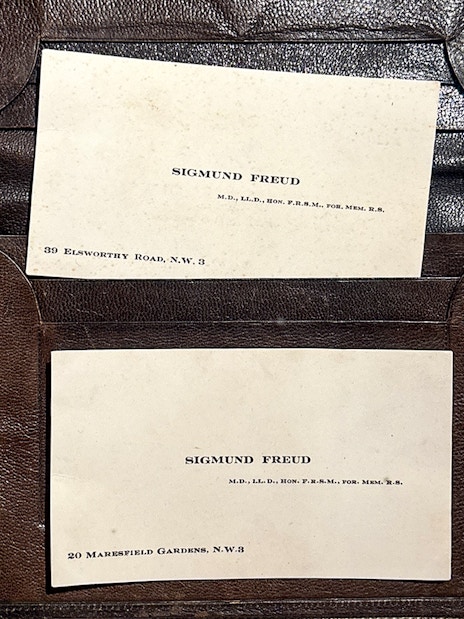 SIGMUND FREUD
M.D., LL.D., HON. F.R.S.M., FOR. MEM. R.S.
39 ELSWORTHY ROAD, N.W. 3
SIGMUND FREUD
M.D., LL.D., HON. F.R.S.M., FOR. MEM. R.S.
20 MARESFIELD GARDENS, N.W.3